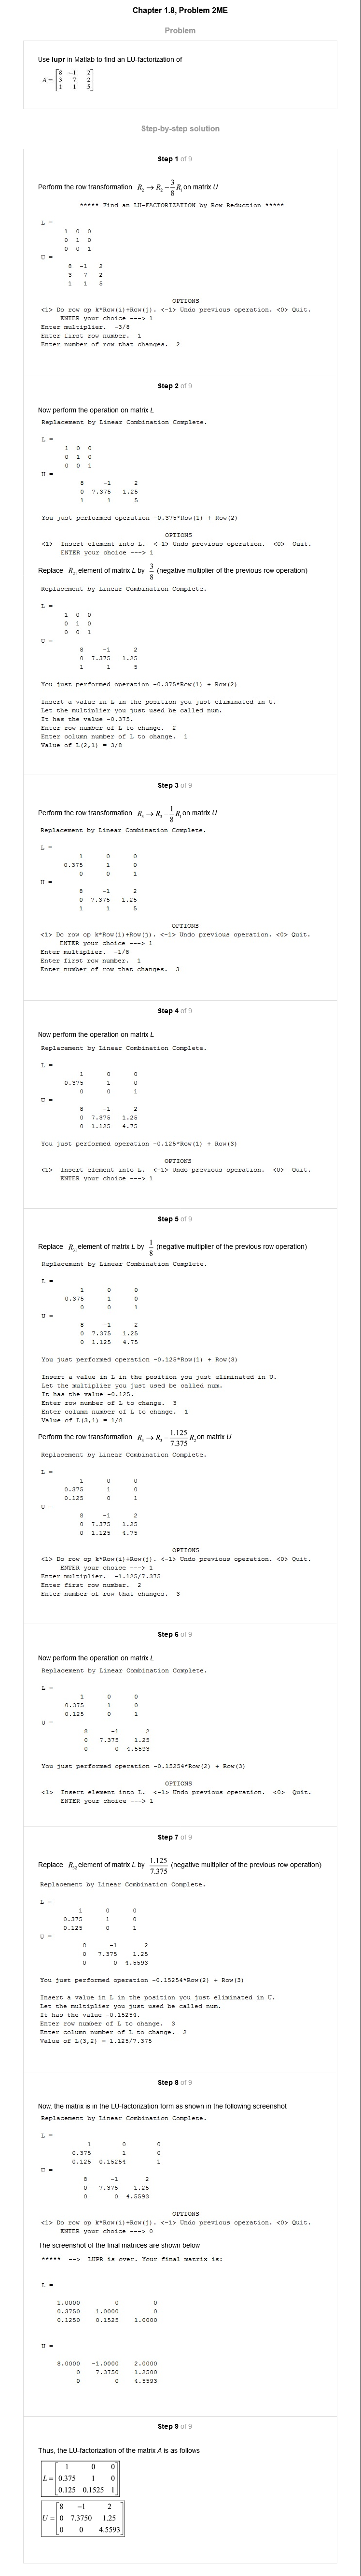 Chapter 1.8, Problem 2ME
Problem
Use lupr in Matlab to find an LU-factorization of
A = [8 -1 2
3 7 2
1 1 5]
Step-by-step solution
Step 1 of 9
Perform the row transformation R₂ → R₂ − 3/8 R₁ on matrix U
***** Find an LU-FACTORIZATION by Row Reduction *****
L =
1 0 0
0 1 0
0 0 1
U =
8 -1 2
3 7 2
1 1 5
OPTIONS
<1> Do row op k*Row(i)+Row(j). <-1> Undo previous operation. <0> Quit.
ENTER your choice ---> 1
Enter multiplier. -3/8
Enter first row number. 1
Enter number of row that changes. 2
Step 2 of 9
Now perform the operation on matrix L
Replacement by Linear Combination Complete.
L =
1 0 0
0 1 0
0 0 1
U =
8 -1 2
0 7.375 1.25
1 1 5
You just performed operation -0.375*Row(1) + Row(2)
OPTIONS
<1> Insert element into L. <-1> Undo previous operation. <0> Quit.
ENTER your choice ---> 1
Replace R₂₁ element of matrix L by 3/8 (negative multiplier of the previous row operation)
Replacement by Linear Combination Complete.
L =
1 0 0
0 1 0
0 0 1
U =
8 -1 2
0 7.375 1.25
1 1 5
You just performed operation -0.375*Row(1) + Row(2)
Insert a value in L in the position you just eliminated in U.
Let the multiplier you just used be called num.
It has the value -0.375.
Enter row number of L to change. 2
Enter column number of L to change. 1
Value of L(2,1) = 3/8
Step 3 of 9
Perform the row transformation R₃ → R₃ − 1/8 R₁ on matrix U
Replacement by Linear Combination Complete.
L =
1 0 0
0.375 1 0
0 0 1
U =
8 -1 2
0 7.375 1.25
1 1 5
OPTIONS
<1> Do row op k*Row(i)+Row(j). <-1> Undo previous operation. <0> Quit.
ENTER your choice ---> 1
Enter multiplier. -1/8
Enter first row number. 1
Enter number of row that changes. 3
Step 4 of 9
Now perform the operation on matrix L
Replacement by Linear Combination Complete.
L =
1 0 0
0.375 1 0
0 0 1
U =
8 -1 2
0 7.375 1.25
0 1.125 4.75
You just performed operation -0.125*Row(1) + Row(3)
OPTIONS
<1> Insert element into L. <-1> Undo previous operation. <0> Quit.
ENTER your choice ---> 1
Step 5 of 9
Replace R₃₁ element of matrix L by 1/8 (negative multiplier of the previous row operation)
Replacement by Linear Combination Complete.
L =
1 0 0
0.375 1 0
0 0 1
U =
8 -1 2
0 7.375 1.25
0 1.125 4.75
You just performed operation -0.125*Row(1) + Row(3)
Insert a value in L in the position you just eliminated in U.
Let the multiplier you just used be called num.
It has the value -0.125.
Enter row number of L to change. 3
Enter column number of L to change. 1
Value of L(3,1) = 1/8
Perform the row transformation R₃ → R₃ − 1.125/7.375 R₂ on matrix U
Replacement by Linear Combination Complete.
L =
1 0 0
0.375 1 0
0.125 0 1
U =
8 -1 2
0 7.375 1.25
0 1.125 4.75
OPTIONS
<1> Do row op k*Row(i)+Row(j). <-1> Undo previous operation. <0> Quit.
ENTER your choice ---> 1
Enter multiplier. -1.125/7.375
Enter first row number. 2
Enter number of row that changes. 3
Step 6 of 9
Now perform the operation on matrix L
Replacement by Linear Combination Complete.
L =
1 0 0
0.375 1 0
0.125 0 1
U =
8 -1 2
0 7.375 1.25
0 0 4.5593
You just performed operation -0.15254*Row(2) + Row(3)
OPTIONS
<1> Insert element into L. <-1> Undo previous operation. <0> Quit.
ENTER your choice ---> 1
Step 7 of 9
Replace R₃₂ element of matrix L by 1.125/7.375 (negative multiplier of the previous row operation)
Replacement by Linear Combination Complete.
L =
1 0 0
0.375 1 0
0.125 0 1
U =
8 -1 2
0 7.375 1.25
0 0 4.5593
You just performed operation -0.15254*Row(2) + Row(3)
Insert a value in L in the position you just eliminated in U.
Let the multiplier you just used be called num.
It has the value -0.15254.
Enter row number of L to change. 3
Enter column number of L to change. 2
Value of L(3,2) = 1.125/7.375
Step 8 of 9
Now, the matrix is in the LU-factorization form as shown in the following screenshot
Replacement by Linear Combination Complete.
L =
1 0 0
0.375 1 0
0.125 0.15254 1
U =
8 -1 2
0 7.375 1.25
0 0 4.5593
OPTIONS
<1> Do row op k*Row(i)+Row(j). <-1> Undo previous operation. <0> Quit.
ENTER your choice ---> 0
The screenshot of the final matrices are shown below
***** --> LUPR is over. Your final matrix is:
L =
1.0000 0 0
0.3750 1.0000 0
0.1250 0.1525 1.0000
U =
8.0000 -1.0000 2.0000
0 7.3750 1.2500
0 0 4.5593
Step 9 of 9
Thus, the LU-factorization of the matrix A is as follows
L = [1 0 0
0.375 1 0
0.125 0.1525 1]
U = [8 −1 2
0 7.3750 1.25
0 0 4.5593]